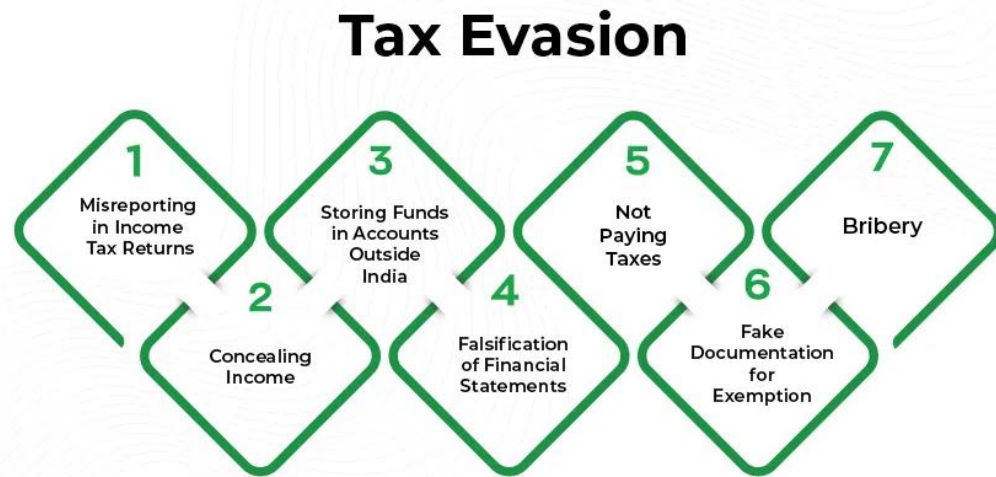 Tax Evasion
1
Misreporting
in Income
Tax Returns
2
Concealing
Income
3
Storing Funds
in Accounts
Outside
India
4
Falsification
of Financial
Statements
5
Not
Paying
Taxes
6
Fake
Documentation
for
Exemption
7
Bribery